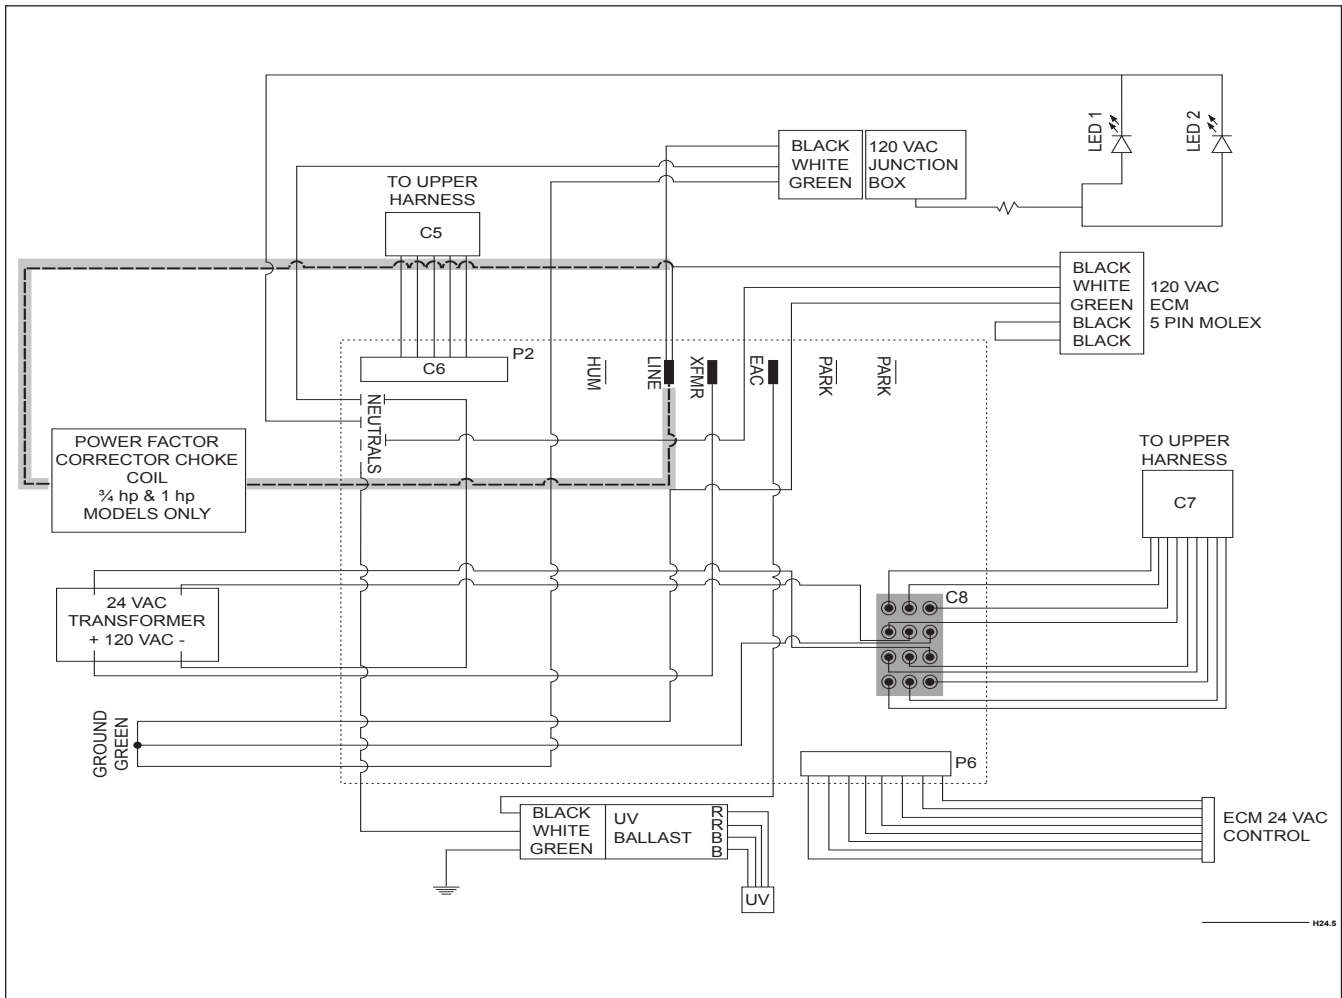 LED 1
LED 2
BLACK
WHITE
GREEN
120 VAC
JUNCTION
BOX
TO UPPER
HARNESS
C5
BLACK
WHITE
GREEN
BLACK
BLACK
120 VAC
ECM
5 PIN MOLEX
P2
C6
HUM
LINE
XFMR
EAC
PARK
PARK
NEUTRALS
POWER FACTOR
CORRECTOR CHOKE
COIL
¾ hp & 1 hp
MODELS ONLY
TO UPPER
HARNESS
C7
C8
24 VAC
TRANSFORMER
+ 120 VAC -
GROUND
GREEN
P6
BLACK
WHITE
GREEN
UV
BALLAST
R
R
B
B
UV
ECM 24 VAC
CONTROL
H24.5